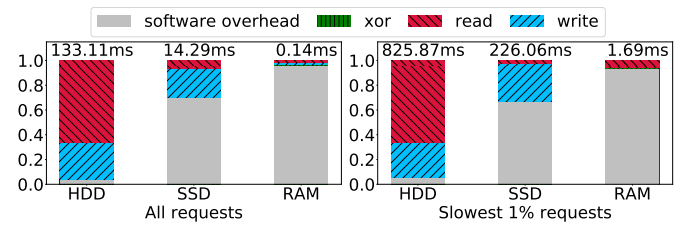 software overhead xor read write
133.11ms 14.29ms 0.14ms
1.0
0.8
0.6
0.4
0.2
0.0
HDD SSD RAM
All requests
825.87ms 226.06ms 1.69ms
1.0
0.8
0.6
0.4
0.2
0.0
HDD SSD RAM
Slowest 1% requests